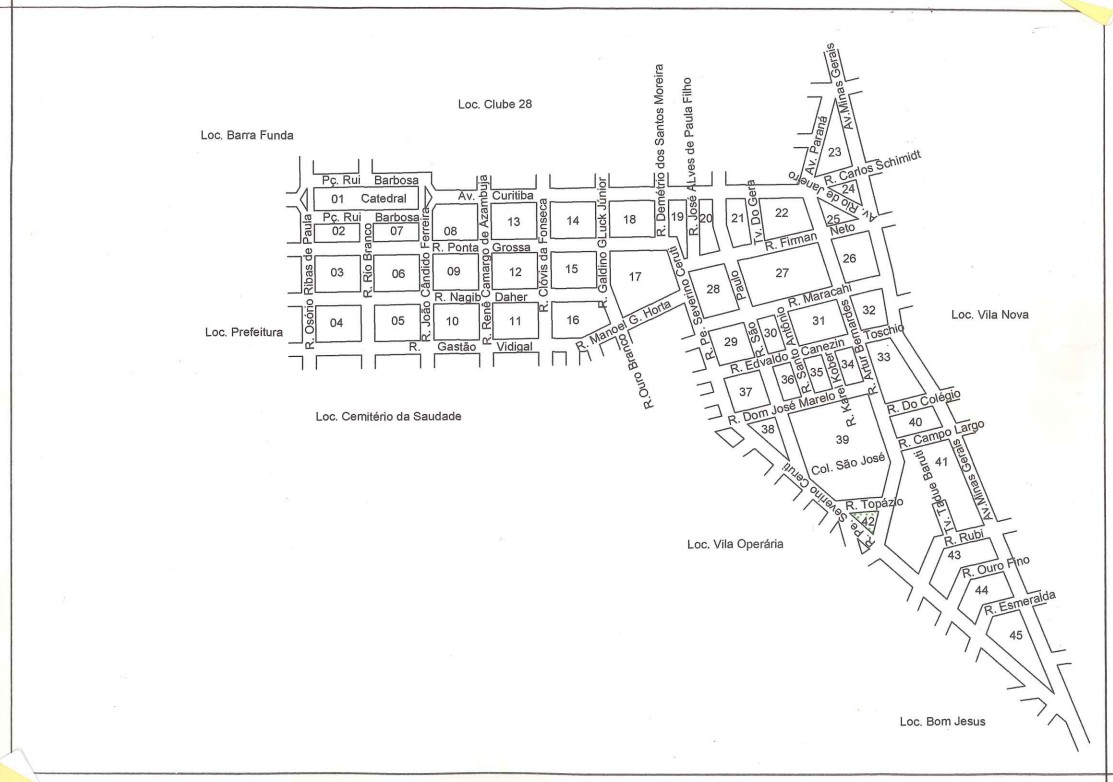 Av.Minas Gerais
Loc. Clube 28
R. Demétrio dos Santos Moreira
R. José ALves de Paula Filho
Loc. Barra Funda
Av. Paraná
23
R. Carlos Schimidt
Pç. Rui Barbosa
01 Catedral
Pç. Rui Barbosa
Av. Curitiba
Tv. Do Gera
Av. Rio de Janeiro
24
25
02
07
08
13
14
18
19
20
21
22
R. Firman Neto
R. Osório Ribas de Paula
R. Rio Branco
R. João Cândido Ferreira
R. Renê Camargo de Azambuja
R. Clóvis da Fonseca
R. Galdino GLuck Júnior
R. Ponta Grossa
03
06
09
12
15
17
28
27
26
R. Nagib Daher
R. Manoel G. Horta
R. Pe. Severino Ceruti
R. São Paulo
R. Maracahi
Loc. Prefeitura
04
05
10
11
16
29
30
31
32
Loc. Vila Nova
R. Gastão Vidigal
R.Ouro Branco
R. Edvaldo Canezin
Toschio
R. Santo Antônio
R. Karel Kober
R. Artur Bernardes
33
37
36
35
34
R. Dom José Marelo
R. Do Colégio
Loc. Cemitério da Saudade
38
39
Col. São José
40
R. Campo Largo
41
Tv. Taque Baruti
Av.Minas Gerais
R. Pe. Severino Ceruti
R. Topázio
42
Loc. Vila Operária
R. Rubi
43
R. Ouro Fino
44
R. Esmeralda
45
Loc. Bom Jesus